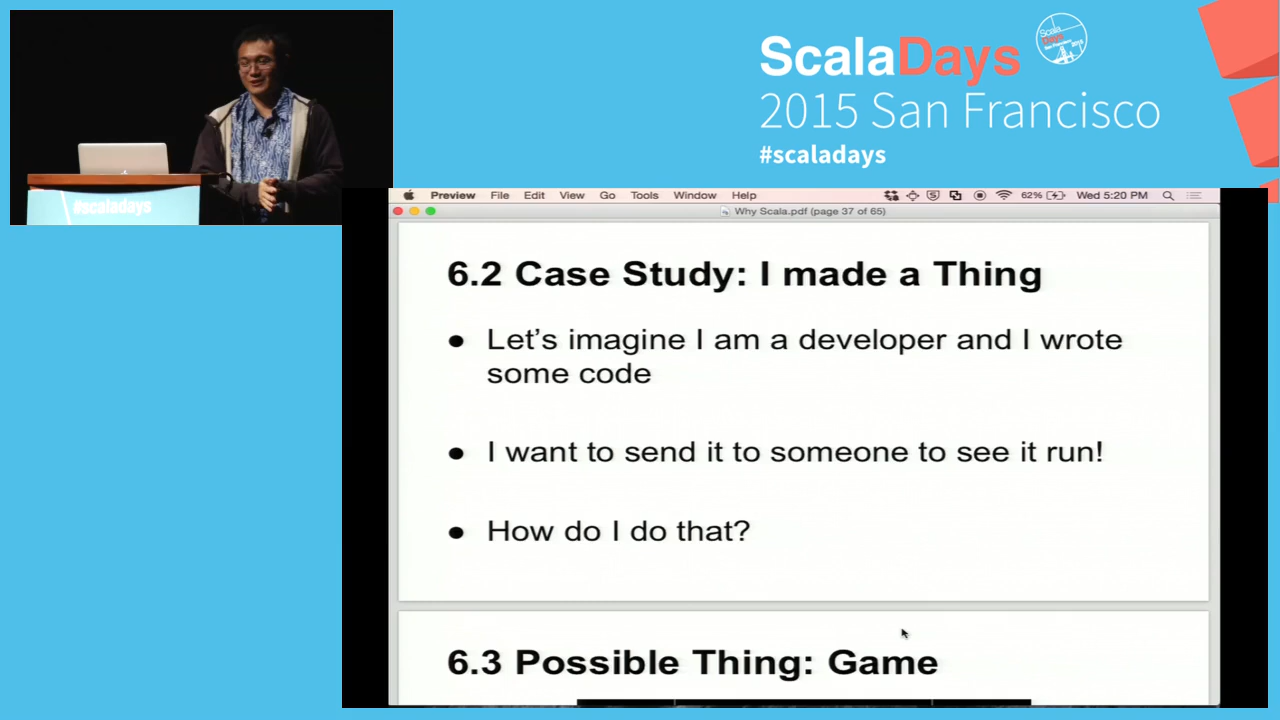 ScalaDays
2015 San Francisco
#scaladays
#scaladays
Preview File Edit View Go Tools Window Help 62% Wed 5:20 PM
Why Scala.pdf (page 37 of 65)
6.2 Case Study: I made a Thing
● Let's imagine I am a developer and I wrote
some code
● I want to send it to someone to see it run!
● How do I do that?
6.3 Possible Thing: Game